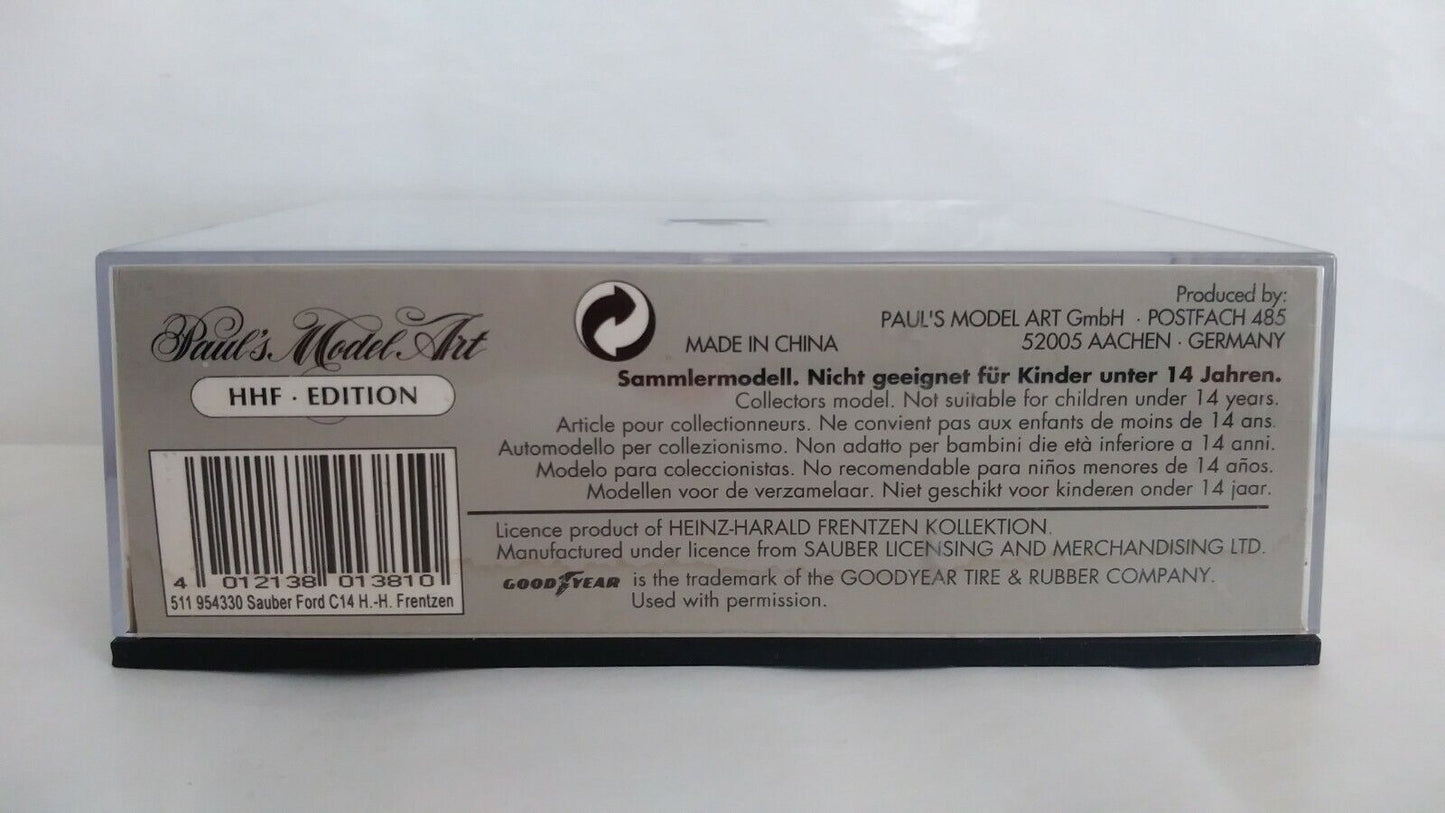 Paul's Model Art
HHF · EDITION
4 012138 013810
511 954330 Sauber Ford C14 H.-H. Frentzen
MADE IN CHINA
Produced by:
PAUL'S MODEL ART GmbH · POSTFACH 485
52005 AACHEN · GERMANY
Sammlermodell. Nicht geeignet für Kinder unter 14 Jahren.
Collectors model. Not suitable for children under 14 years.
Article pour collectionneurs. Ne convient pas aux enfants de moins de 14 ans.
Automodello per collezionismo. Non adatto per bambini die età inferiore a 14 anni.
Modelo para coleccionistas. No recomendable para niños menores de 14 años.
Modellen voor de verzamelaar. Niet geschikt voor kinderen onder 14 jaar.
Licence product of HEINZ-HARALD FRENTZEN KOLLEKTION.
Manufactured under licence from SAUBER LICENSING AND MERCHANDISING LTD.
GOODYEAR is the trademark of the GOODYEAR TIRE & RUBBER COMPANY.
Used with permission.